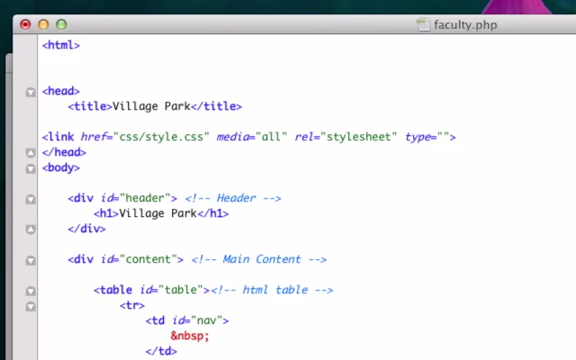 faculty.php
<html>
<head>
<title>Village Park</title>
<link href="css/style.css" media="all" rel="stylesheet" type="">
</head>
<body>
<div id="header"> <!-- Header -->
<h1>Village Park</h1>
</div>
<div id="content"> <!-- Main Content -->
<table id="table"><!-- html table -->
<tr>
<td id="nav">
&nbsp;
</td>